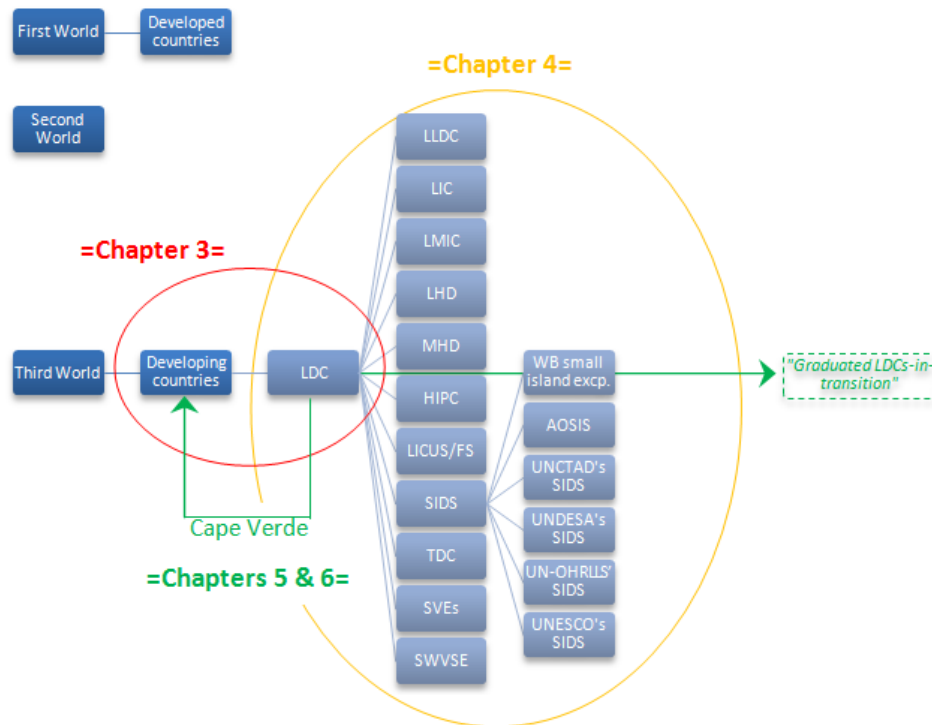 First World
Developed
countries
=Chapter 4=
Second
World
LLDC
LIC
LMIC
=Chapter 3=
LHD
MHD
Third World
Developing
countries
LDC
WB small
island excp.
"Graduated LDCs-in-
transition"
HIPC
AOSIS
LICUS/FS
UNCTAD's
SIDS
SIDS
Cape Verde
UNDESA's
SIDS
TDC
=Chapters 5 & 6=
UN-OHRLLS’
SIDS
SVEs
UNESCO's
SIDS
SWVSE